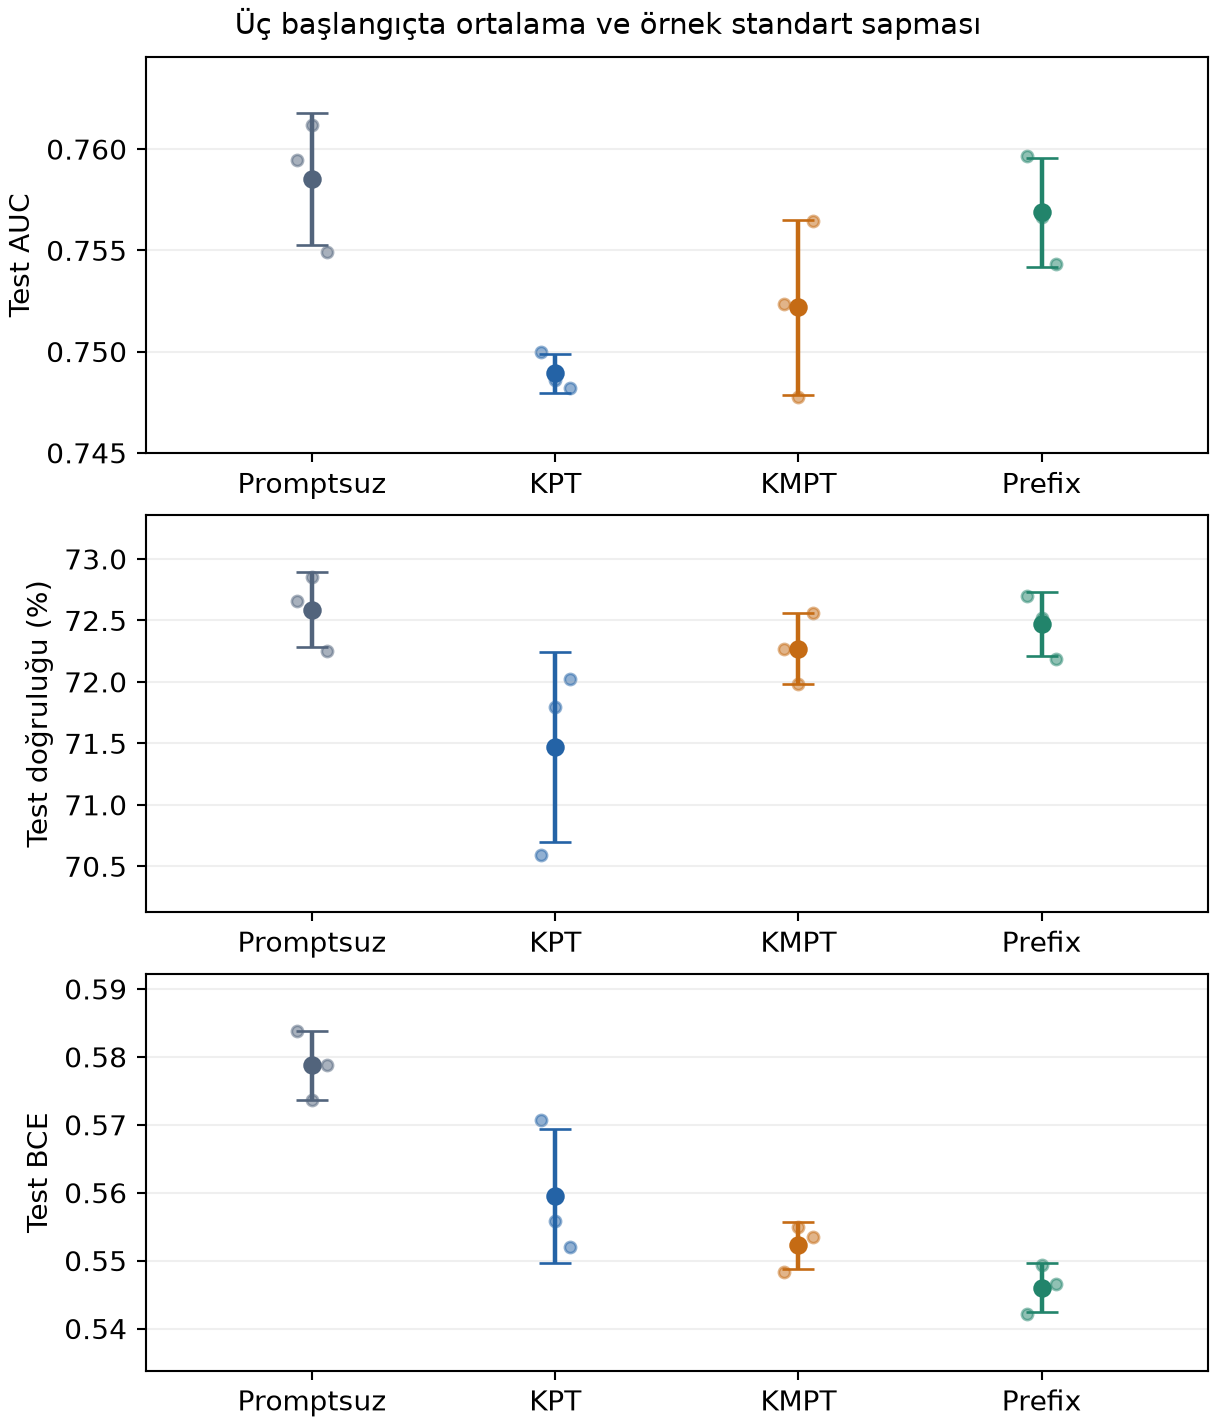 Üç başlangıçta ortalama ve örnek standart sapması
Test AUC
0.760
0.755
0.750
0.745
Promptsuz KPT KMPT Prefix
Test doğruluğu (%)
73.0
72.5
72.0
71.5
71.0
70.5
Promptsuz KPT KMPT Prefix
Test BCE
0.59
0.58
0.57
0.56
0.55
0.54
Promptsuz KPT KMPT Prefix